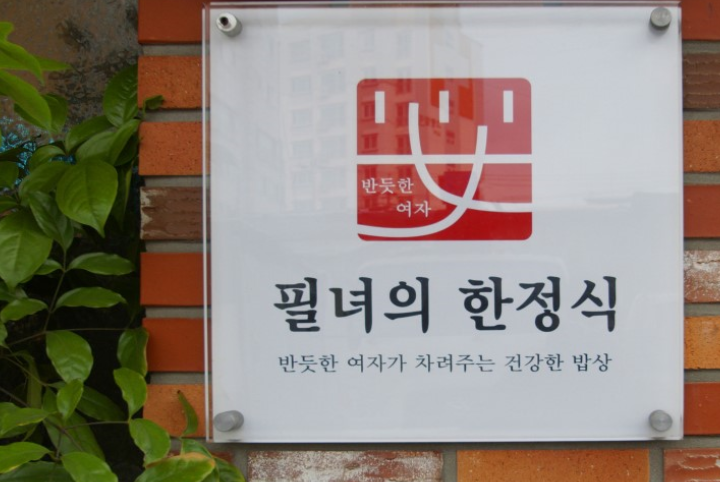 반듯한
여자
필녀의 한정식
반듯한 여자가 차려주는 건강한 밥상